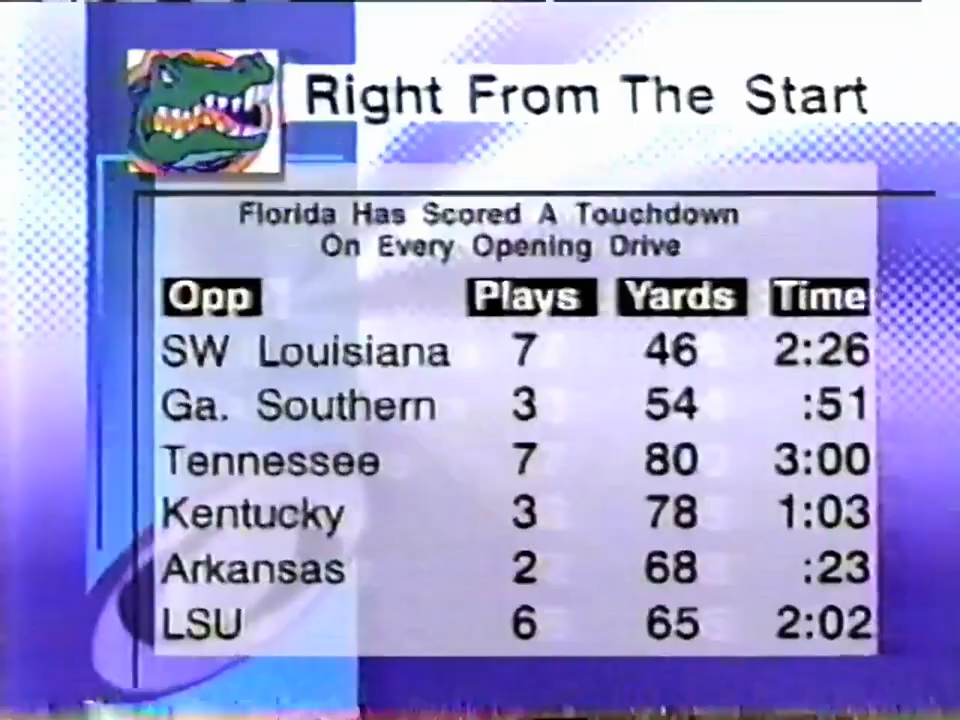 Right From The Start
Florida Has Scored A Touchdown
On Every Opening Drive
Opp Plays Yards Time
SW Louisiana 7 46 2:26
Ga. Southern 3 54 :51
Tennessee 7 80 3:00
Kentucky 3 78 1:03
Arkansas 2 68 :23
LSU 6 65 2:02